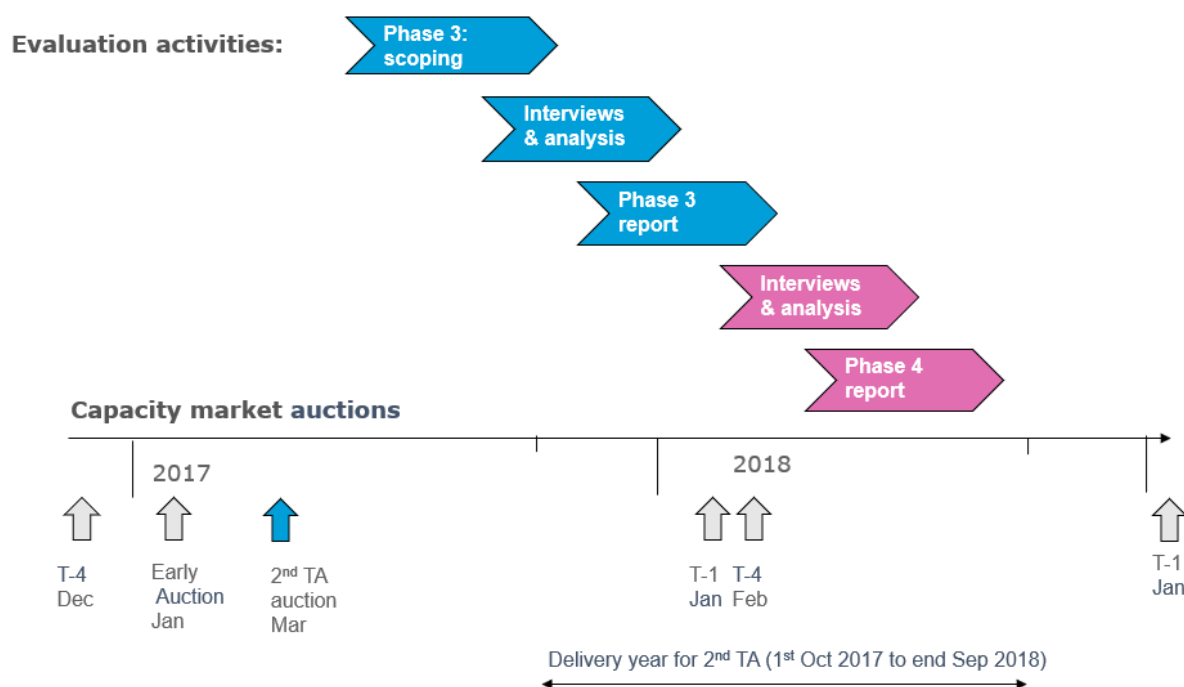 Evaluation activities:
Phase 3:
scoping
Interviews
& analysis
Phase 3
report
Interviews
& analysis
Phase 4
report
Capacity market auctions
2017
2018
T-4
Dec
Early
Auction
Jan
2nd TA
auction
Mar
T-1
Jan
T-4
Feb
T-1
Jan
Delivery year for 2nd TA (1st Oct 2017 to end Sep 2018)